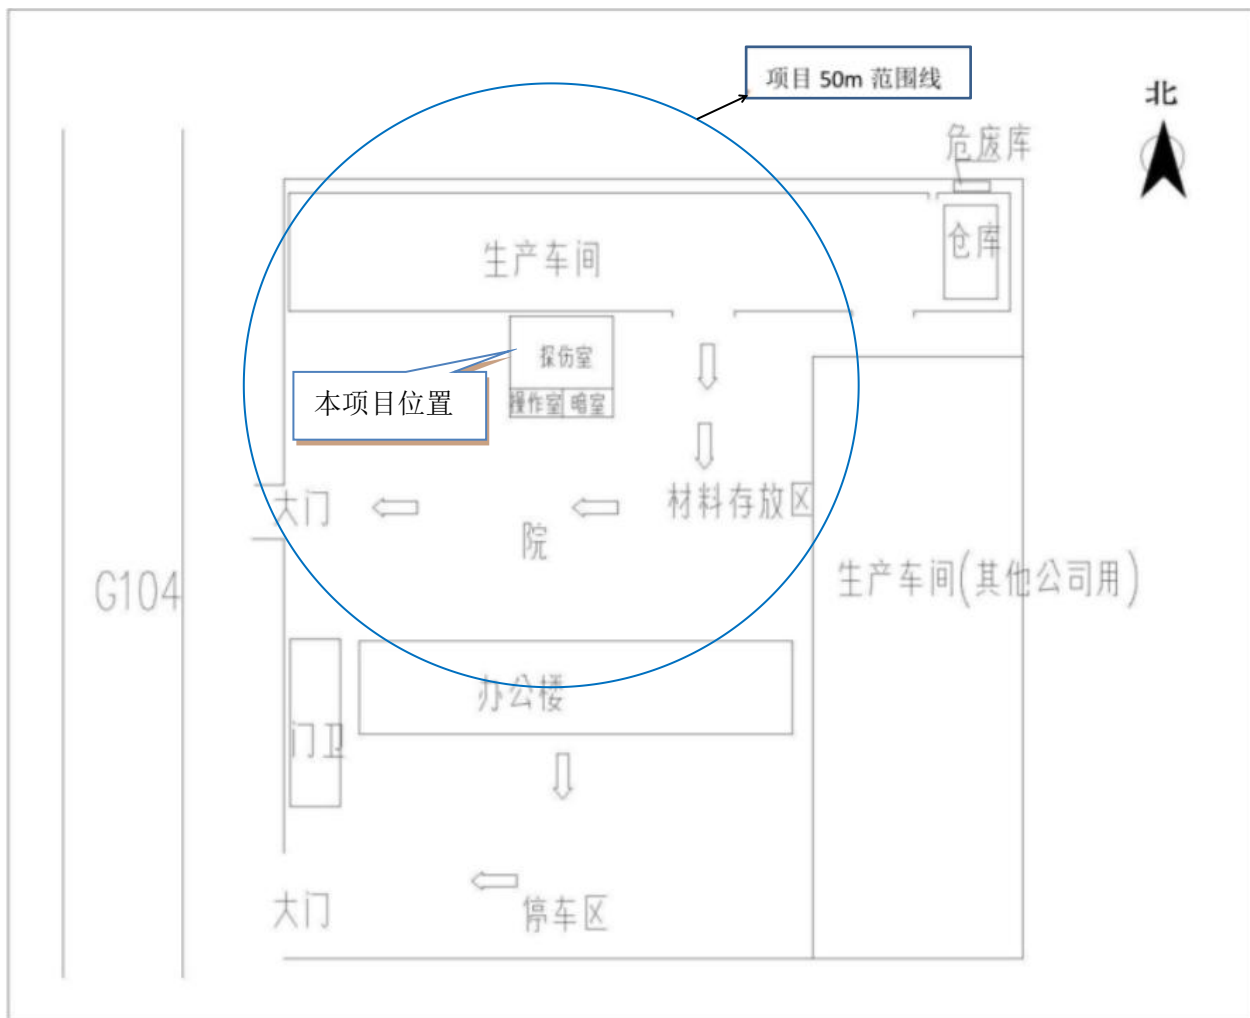 项目 50m 范围线
北
危废库
仓库
生产车间
探伤室
操作室
暗室
本项目位置
大门
材料存放区
院
G104
生产车间(其他公司用)
办公楼
门卫
大门
停车区